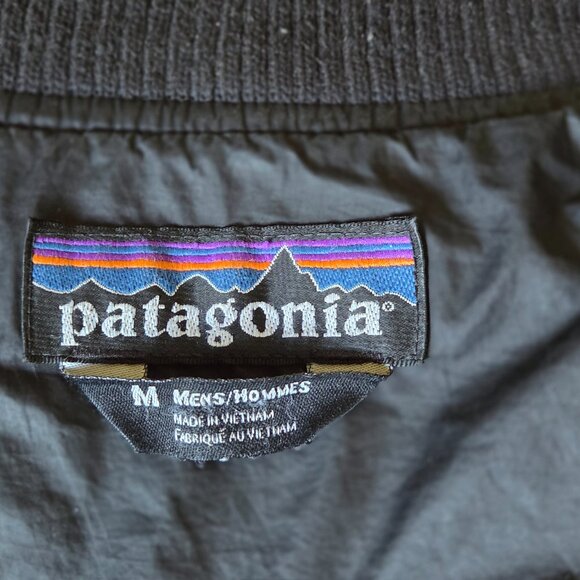 patagonia®
M MENS/HOMMES
MADE IN VIETNAM
FABRIQUÉ AU VIETNAM